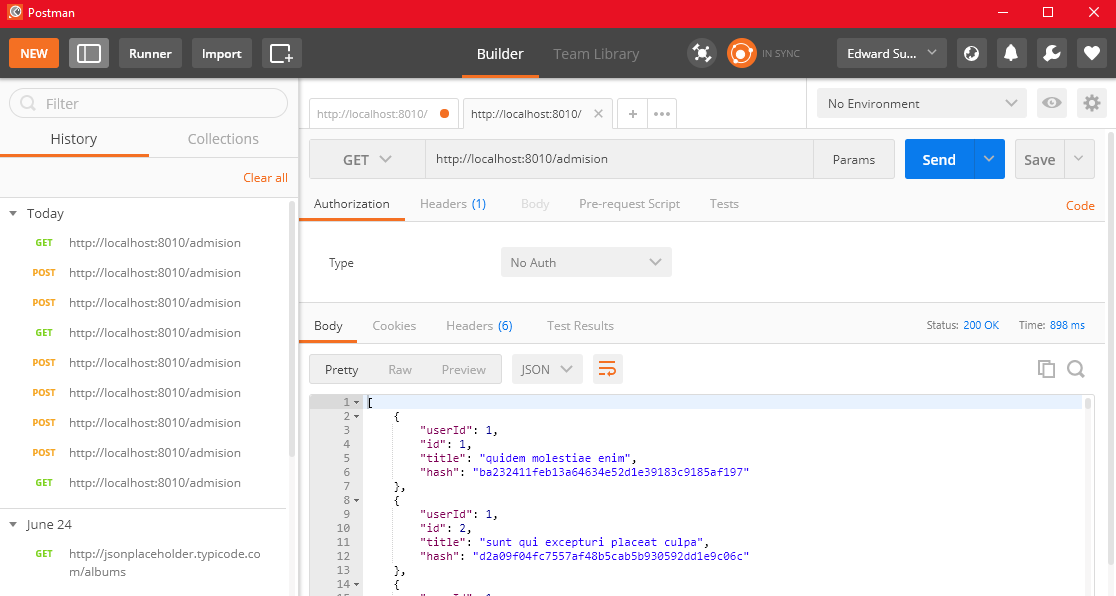 Postman
NEW Runner Import Builder Team Library IN SYNC Edward Su...
Filter
History Collections
Clear all
Today
GET http://localhost:8010/admision
POST http://localhost:8010/admision
POST http://localhost:8010/admision
GET http://localhost:8010/admision
POST http://localhost:8010/admision
POST http://localhost:8010/admision
POST http://localhost:8010/admision
POST http://localhost:8010/admision
GET http://localhost:8010/admision
June 24
GET http://jsonplaceholder.typicode.co
m/albums
http://localhost:8010/ http://localhost:8010/ No Environment
GET http://localhost:8010/admision Params Send Save
Authorization Headers (1) Body Pre-request Script Tests Code
Type No Auth
Body Cookies Headers (6) Test Results Status: 200 OK Time: 898 ms
Pretty Raw Preview JSON
1 [
2 {
3 "userId": 1,
4 "id": 1,
5 "title": "quidem molestiae enim",
6 "hash": "ba232411feb13a64634e52d1e39183c9185af197"
7 },
8 {
9 "userId": 1,
10 "id": 2,
11 "title": "sunt qui excepturi placeat culpa",
12 "hash": "d2a09f04fc7557af48b5cab5b930592dd1e9c06c"
13 },
14 {